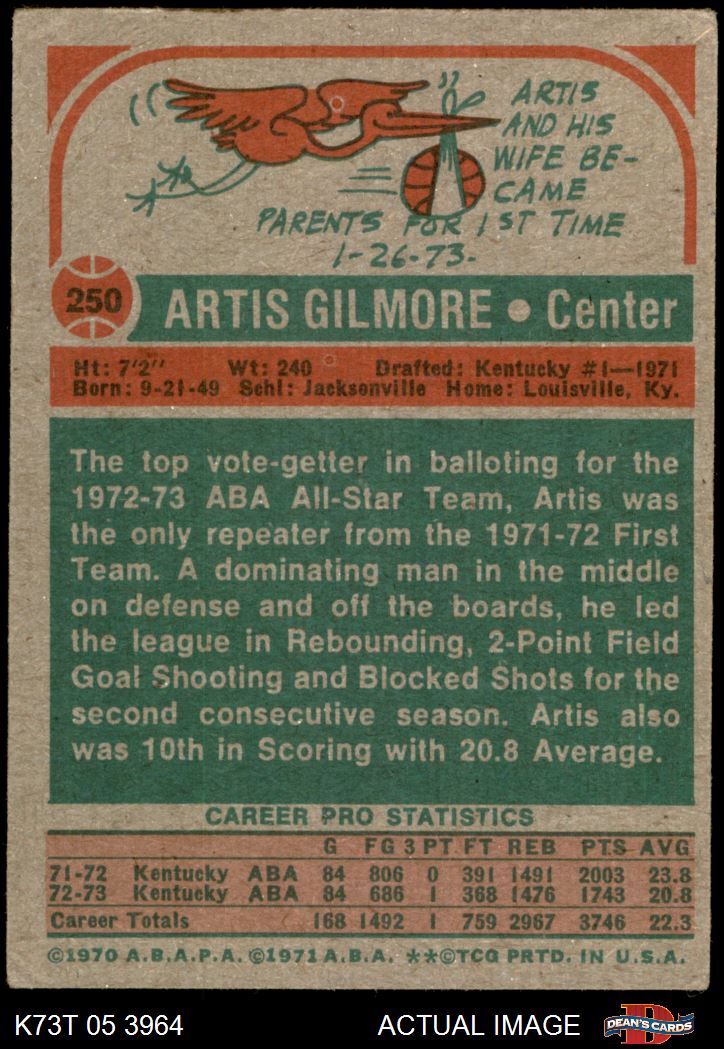 ARTIS
AND HIS
WIFE BE-
CAME
PARENTS FOR 1ST TIME
1-26-73.
250
ARTIS GILMORE • Center
Ht: 7'2" Wt: 240 Drafted: Kentucky #1—1971
Born: 9-21-49 Schl: Jacksonville Home: Louisville, Ky.
The top vote-getter in balloting for the
1972-73 ABA All-Star Team, Artis was
the only repeater from the 1971-72 First
Team. A dominating man in the middle
on defense and off the boards, he led
the league in Rebounding, 2-Point Field
Goal Shooting and Blocked Shots for the
second consecutive season. Artis also
was 10th in Scoring with 20.8 Average.
CAREER PRO STATISTICS
G FG 3 PT FT REB PTS AVG
71-72 Kentucky ABA 84 806 0 391 1491 2003 23.8
72-73 Kentucky ABA 84 686 1 368 1476 1743 20.8
Career Totals 168 1492 1 759 2967 3746 22.3
©1970 A.B.A.P.A. ©1971 A.B.A. **©TCG PRTD. IN U.S.A.
K73T 05 3964 ACTUAL IMAGE D DEAN'S CARDS